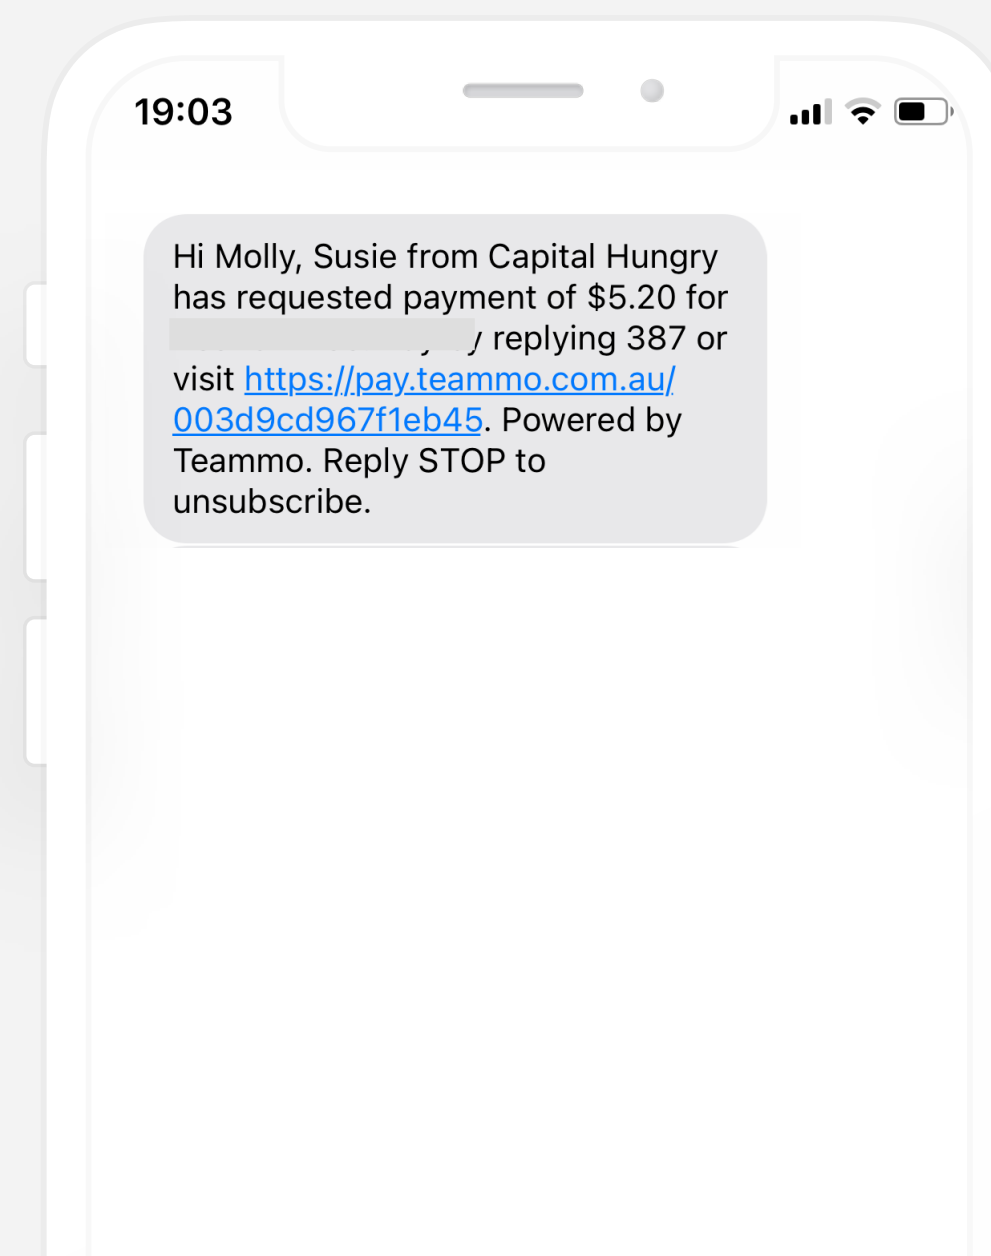 19:03
Hi Molly, Susie from Capital Hungry
has requested payment of $5.20 for
replying 387 or
visit https://pay.teammo.com.au/
003d9cd967f1eb45. Powered by
Teammo. Reply STOP to
unsubscribe.